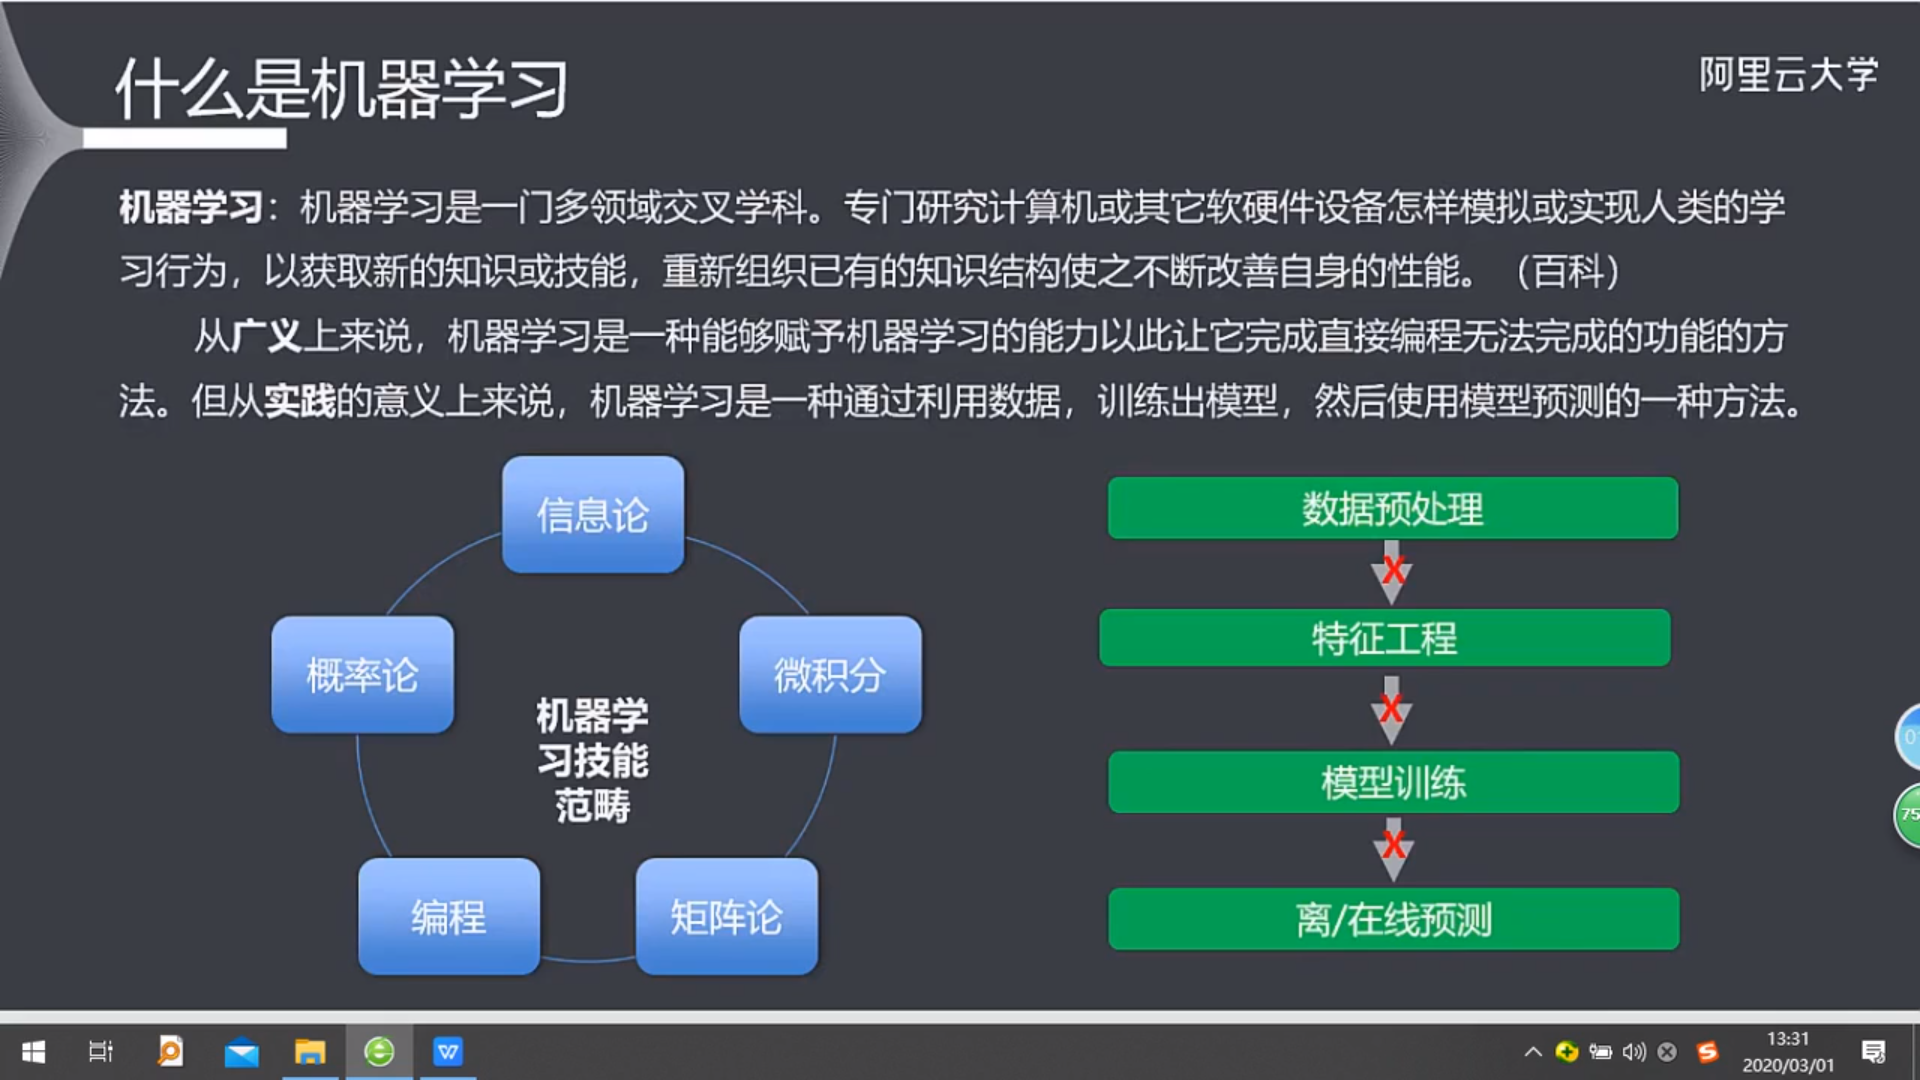 什么是机器学习
阿里云大学
机器学习：机器学习是一门多领域交叉学科。专门研究计算机或其它软硬件设备怎样模拟或实现人类的学
习行为，以获取新的知识或技能，重新组织已有的知识结构使之不断改善自身的性能。（百科）
从广义上来说，机器学习是一种能够赋予机器学习的能力以此让它完成直接编程无法完成的功能的方
法。但从实践的意义上来说，机器学习是一种通过利用数据，训练出模型，然后使用模型预测的一种方法。
信息论
概率论
微积分
机器学
习技能
范畴
编程
矩阵论
数据预处理
X
特征工程
X
模型训练
X
离/在线预测
75
13:31
2020/03/01